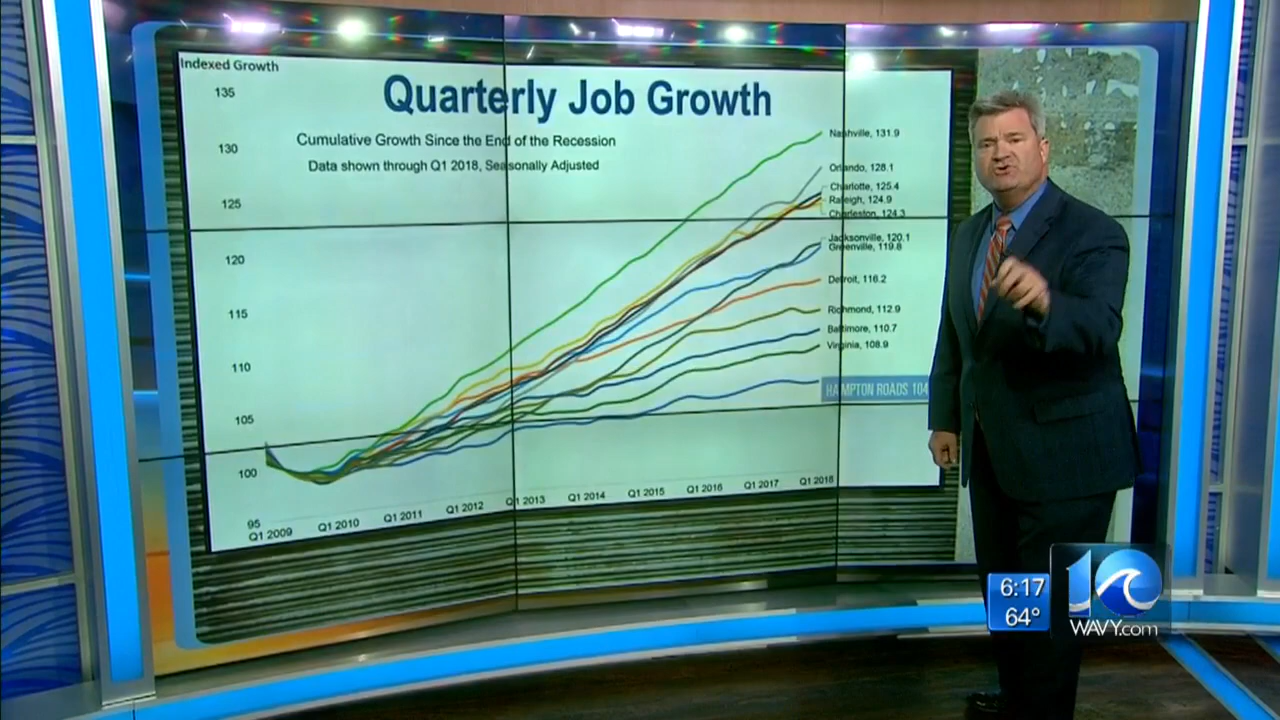 Indexed Growth
Quarterly Job Growth
Cumulative Growth Since the End of the Recession
Data shown through Q1 2018, Seasonally Adjusted
135
130
125
120
115
110
105
100
95
Q1 2009
Q1 2010
Q1 2011
Q1 2012
Q1 2013
Q1 2014
Q1 2015
Q1 2016
Q1 2017
Q1 2018
Nashville, 131.9
Orlando, 128.1
Charlotte, 125.4
Raleigh, 124.9
Charleston, 124.3
Jacksonville, 120.1
Greenville, 119.8
Detroit, 116.2
Richmond, 112.9
Baltimore, 110.7
Virginia, 108.9
HAMPTON ROADS 104
6:17
64°
10
WAVY.com